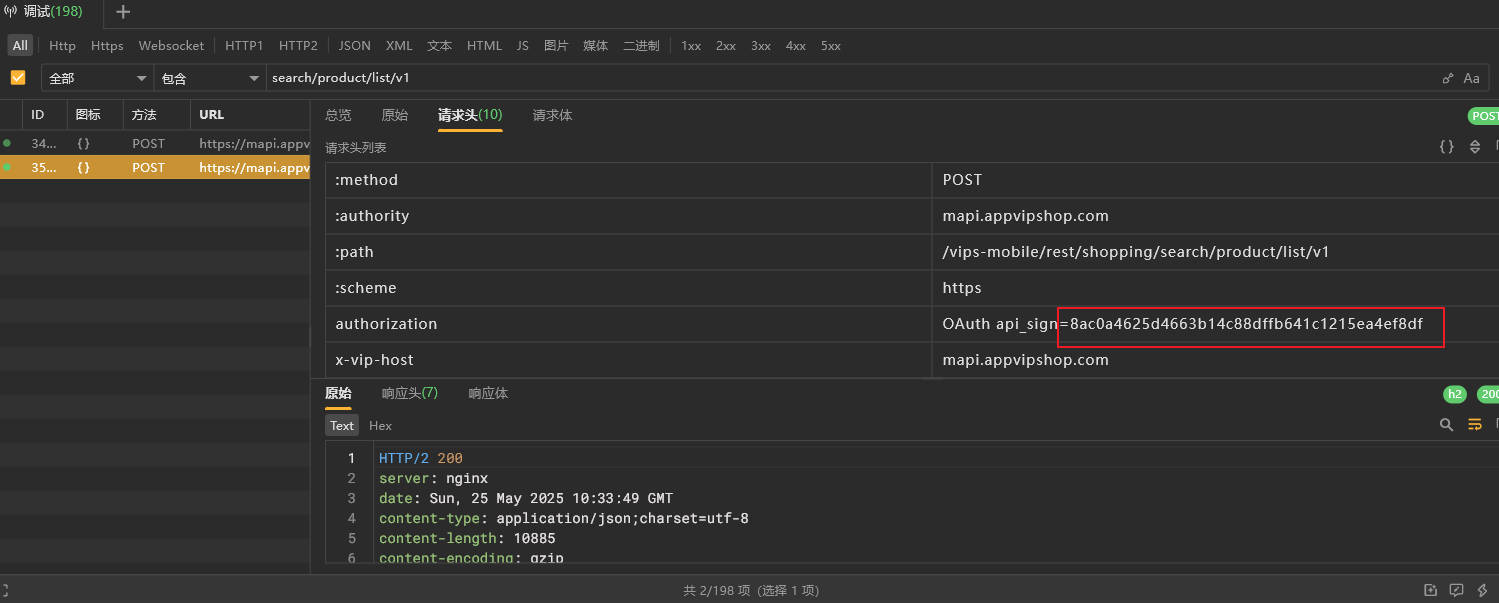 调试(198)
All Http Https Websocket HTTP1 HTTP2 JSON XML 文本 HTML JS 图片 媒体 二进制 1xx 2xx 3xx 4xx 5xx
全部 包含 search/product/list/v1 Aa
ID 图标 方法 URL
34... {} POST https://mapi.appv
35... {} POST https://mapi.appv
总览 原始 请求头(10) 请求体 POST
请求头列表 {}
:method POST
:authority mapi.appvipshop.com
:path /vips-mobile/rest/shopping/search/product/list/v1
:scheme https
authorization OAuth api_sign=8ac0a4625d4663b14c88dffb641c1215ea4ef8df
x-vip-host mapi.appvipshop.com
原始 响应头(7) 响应体 h2 200
Text Hex
1 HTTP/2 200
2 server: nginx
3 date: Sun, 25 May 2025 10:33:49 GMT
4 content-type: application/json;charset=utf-8
5 content-length: 10885
6 content-encoding: gzip
共 2/198 项 (选择 1 项)